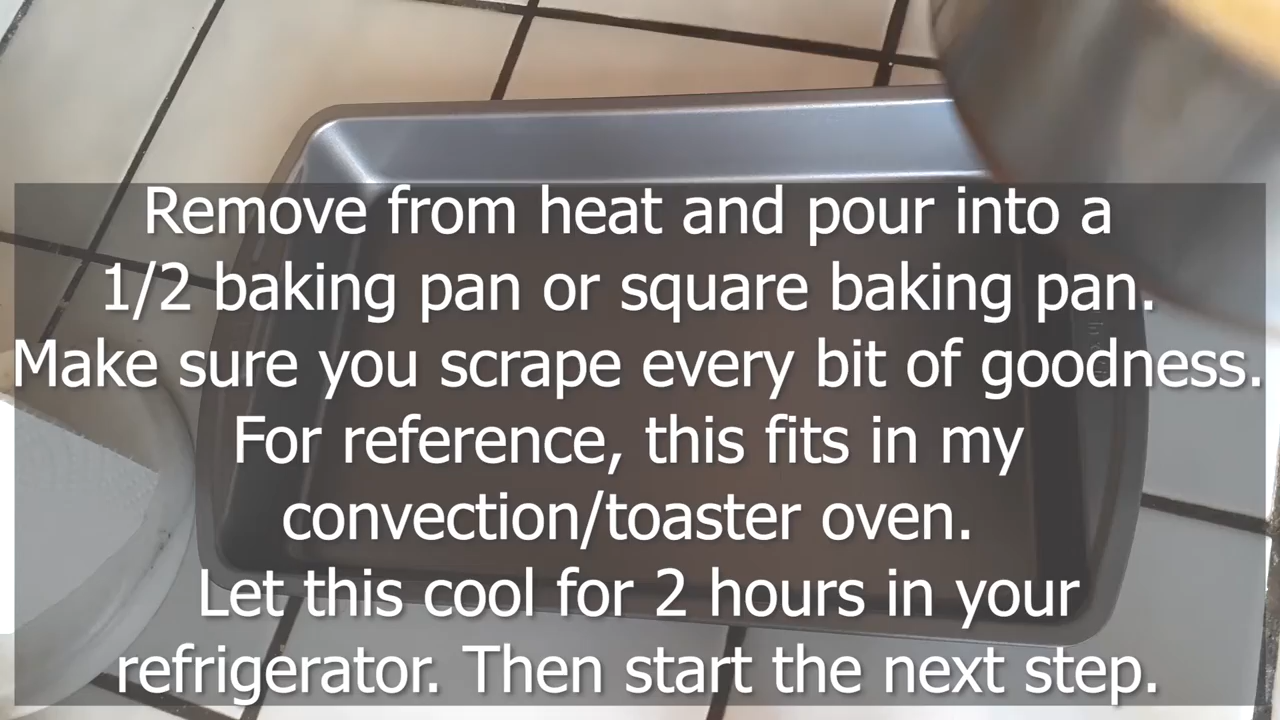 Remove from heat and pour into a
1/2 baking pan or square baking pan.
Make sure you scrape every bit of goodness.
For reference, this fits in my
convection/toaster oven.
Let this cool for 2 hours in your
refrigerator. Then start the next step.